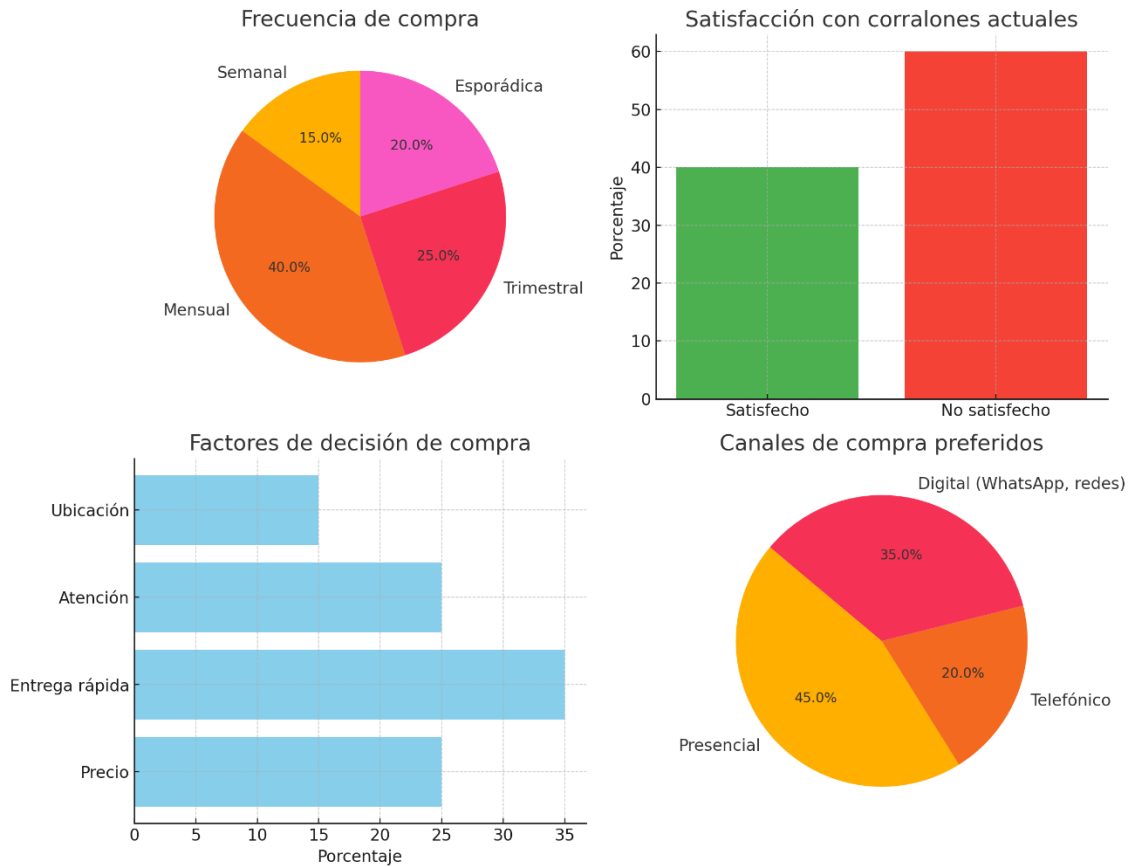 Frecuencia de compra
Semanal
Esporádica
15.0%
20.0%
40.0%
25.0%
Mensual
Trimestral
Satisfacción con corralones actuales
60
50
40
30
20
10
0
Porcentaje
Satisfecho
No satisfecho
Factores de decisión de compra
Ubicación
Atención
Entrega rápida
Precio
0 5 10 15 20 25 30 35
Porcentaje
Canales de compra preferidos
Digital (WhatsApp, redes)
35.0%
45.0%
20.0%
Presencial
Telefónico